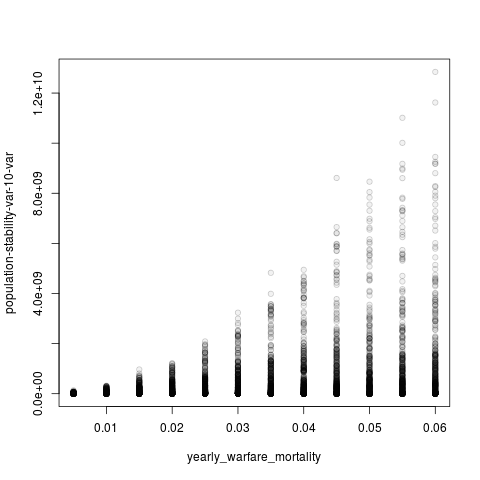 population-stability-var-10-var
1.2e+10
8.0e+09
4.0e+09
0.0e+00
0.01 0.02 0.03 0.04 0.05 0.06
yearly_warfare_mortality